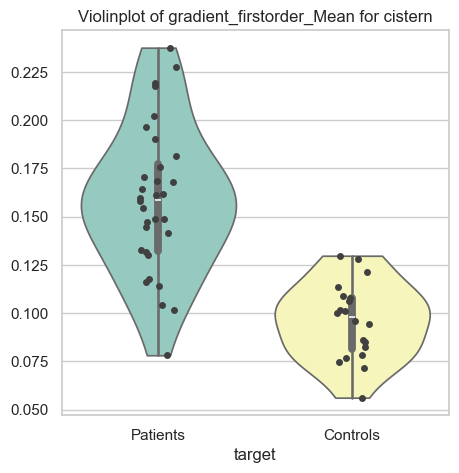 Violinplot of gradient_firstorder_Mean for cistern
0.225
0.200
0.175
0.150
0.125
0.100
0.075
0.050
Patients Controls
target